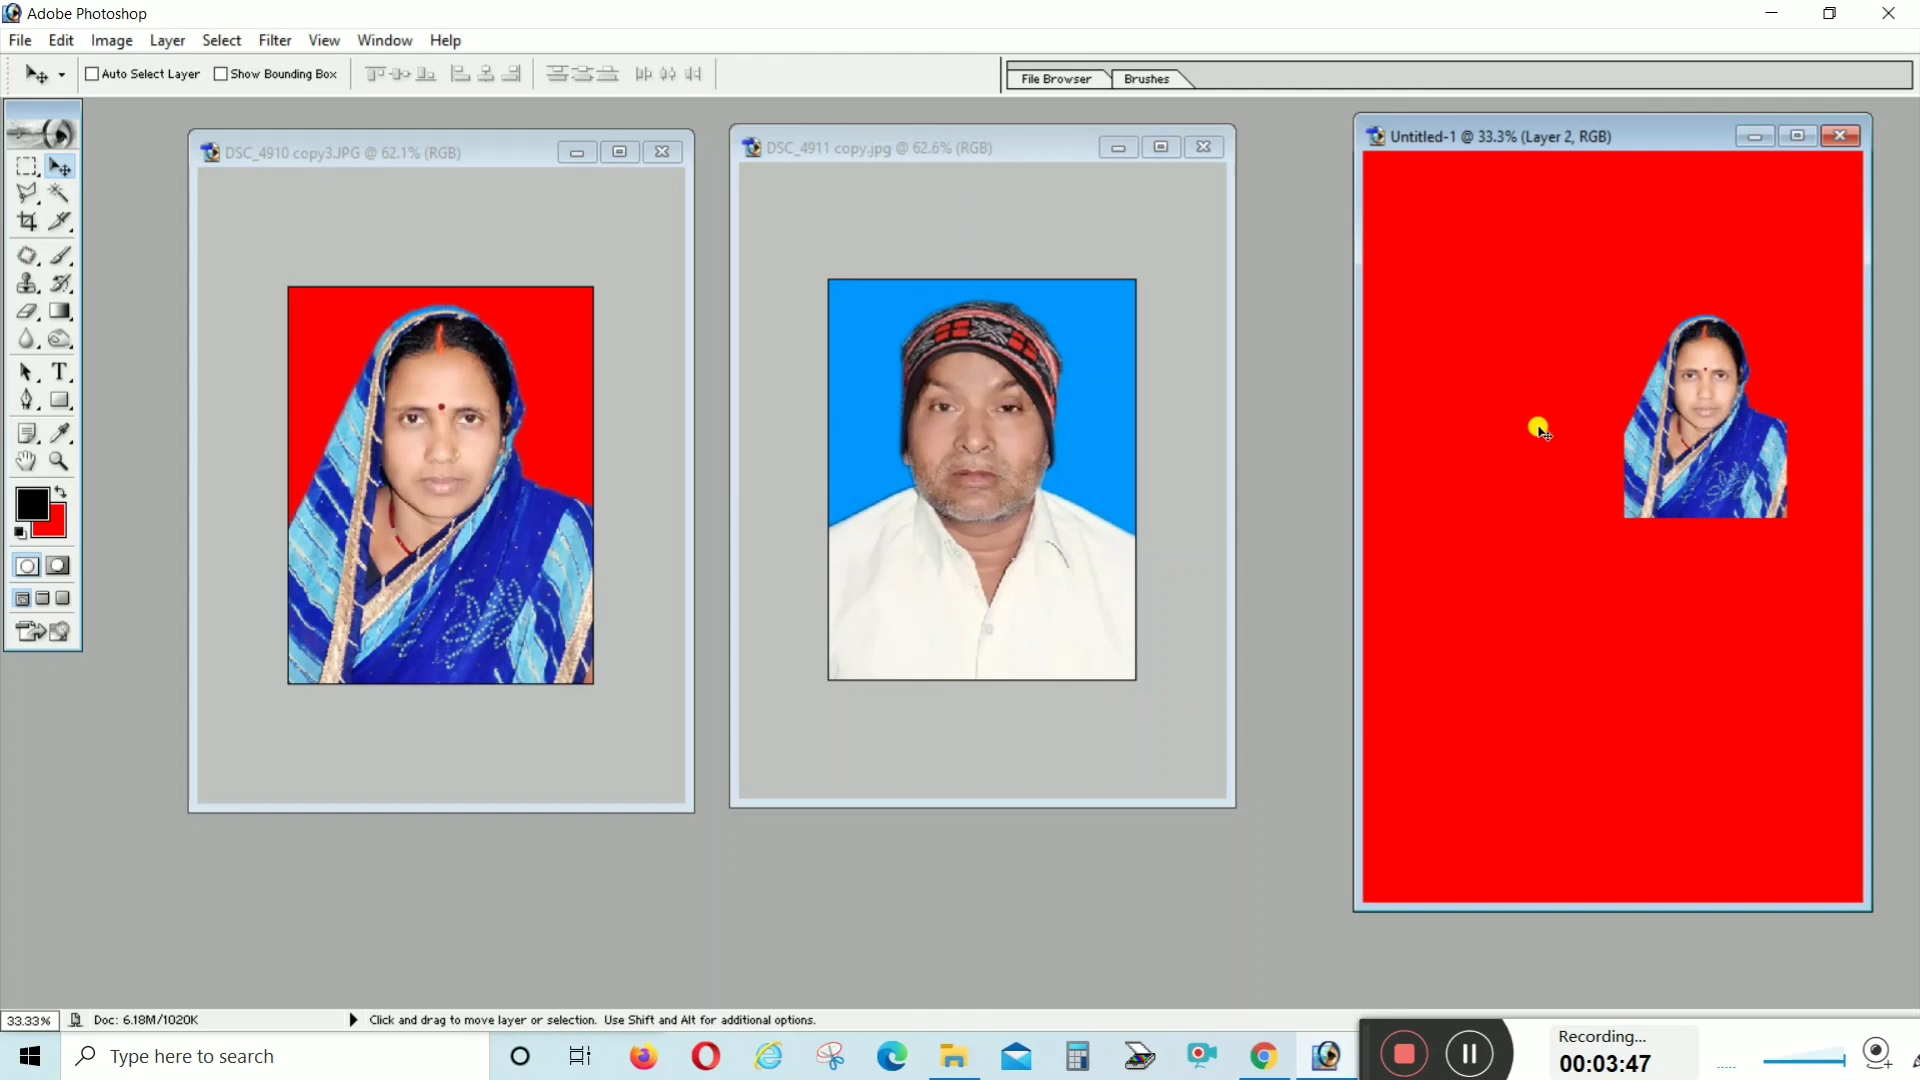 Adobe Photoshop
File Edit Image Layer Select Filter View Window Help
Auto Select Layer Show Bounding Box
File Browser Brushes
DSC_4910 copy3.JPG @ 62.1% (RGB)
DSC_4911 copy.jpg @ 62.6% (RGB)
Untitled-1 @ 33.3% (Layer 2, RGB)
T
33.33% Doc: 6.18M/1020K Click and drag to move layer or selection. Use Shift and Alt for additional options.
Type here to search
Recording...
00:03:47